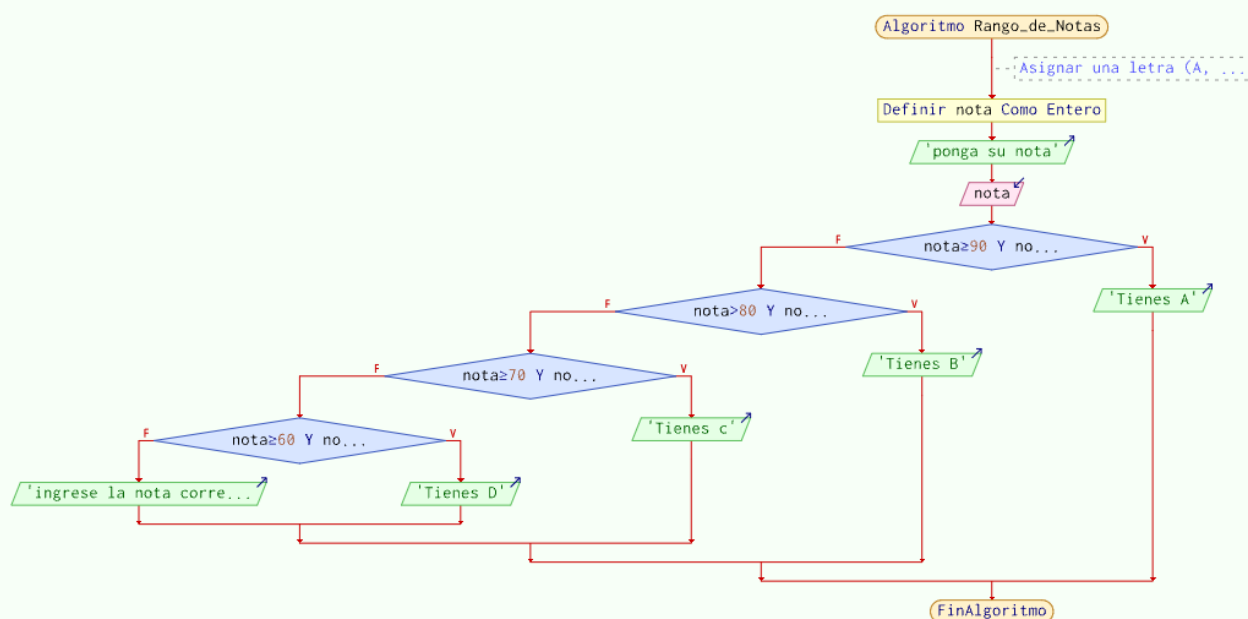 Algoritmo Rango_de_Notas
Asignar una letra (A, ...
Definir nota Como Entero
'ponga su nota'
nota
nota≥90 Y no...
F
V
'Tienes A'
nota>80 Y no...
F
V
'Tienes B'
nota≥70 Y no...
F
V
'Tienes c'
nota≥60 Y no...
F
V
'ingrese la nota corre...
'Tienes D'
FinAlgoritmo